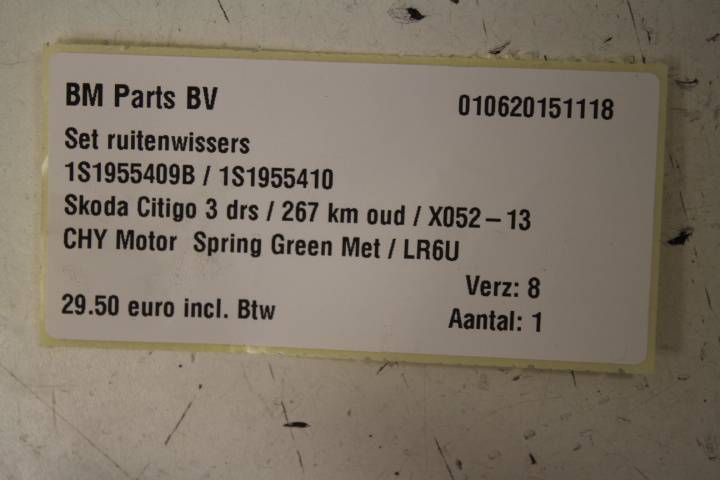 BM Parts BV 010620151118
Set ruitenwissers
1S1955409B / 1S1955410
Skoda Citigo 3 drs / 267 km oud / X052-13
CHY Motor Spring Green Met / LR6U
Verz: 8
29.50 euro incl. Btw Aantal: 1